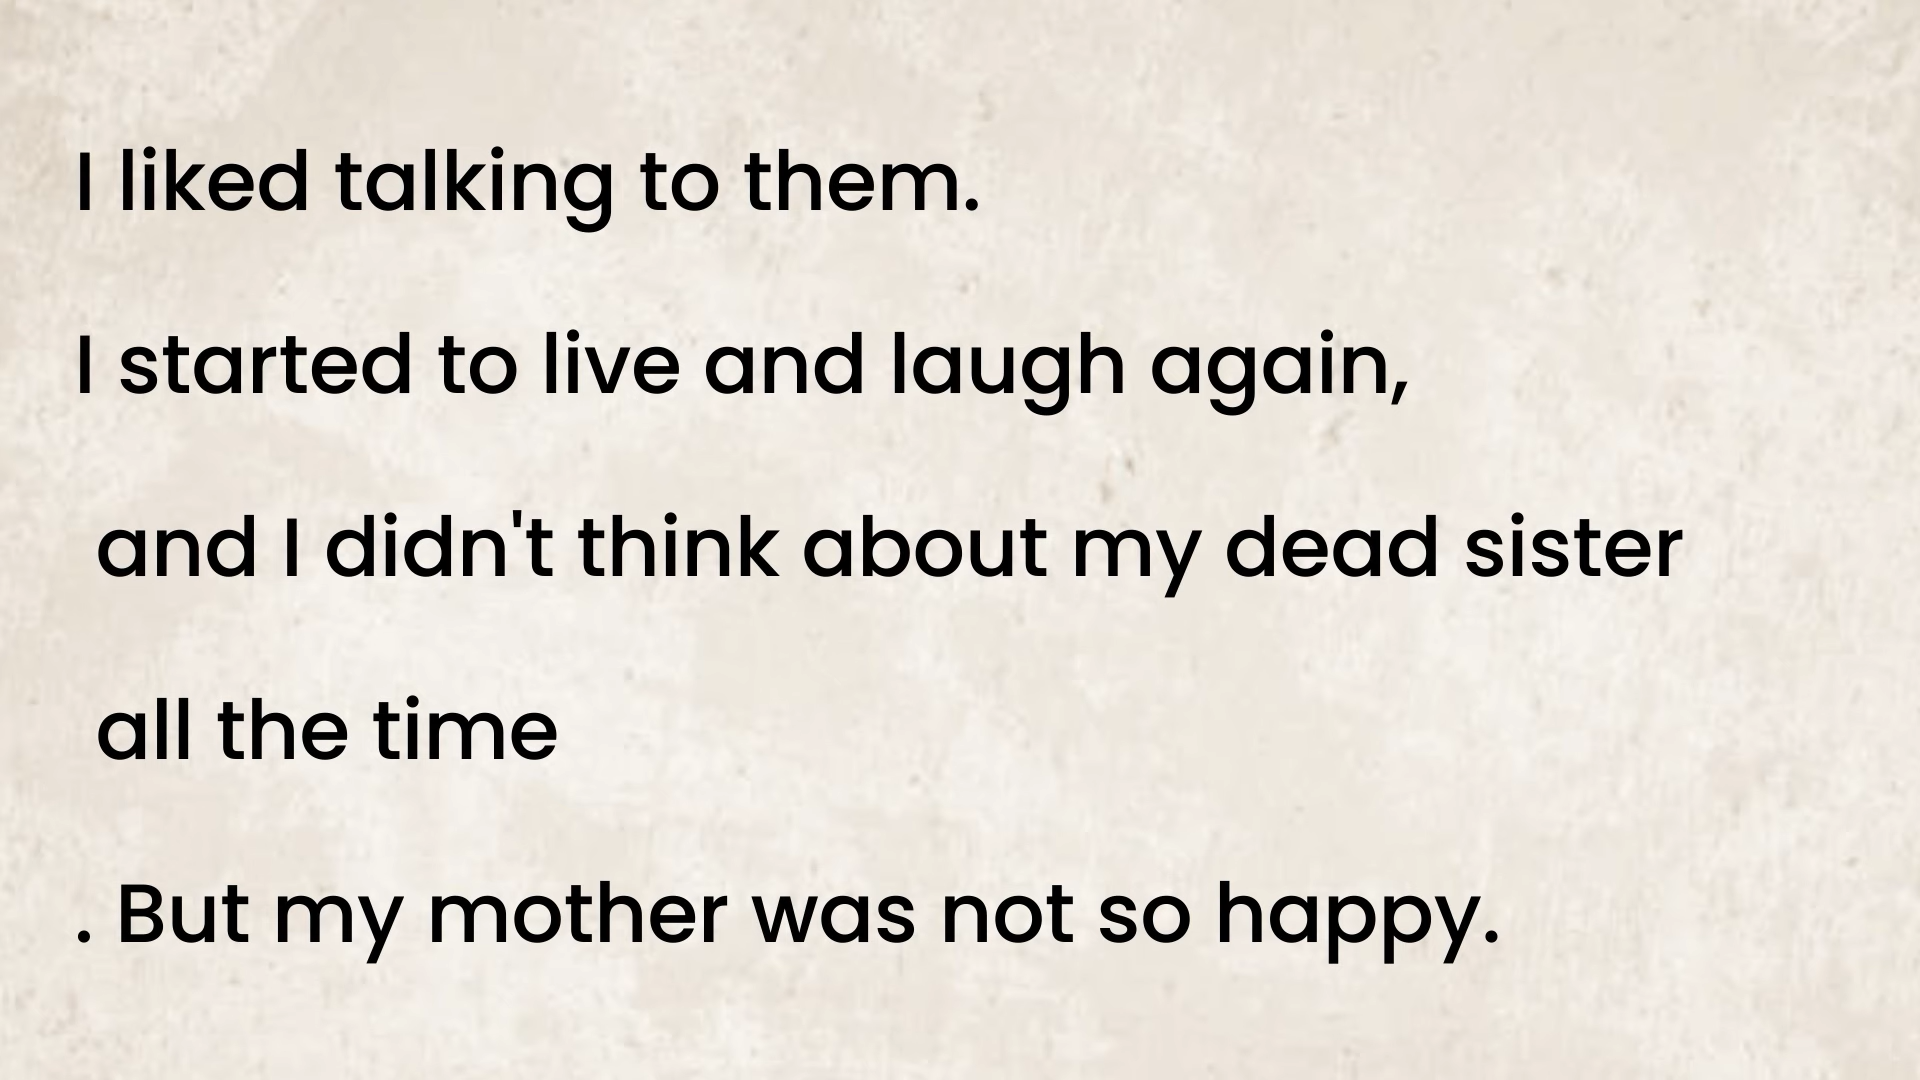 I liked talking to them.
I started to live and laugh again,
and I didn't think about my dead sister
all the time
. But my mother was not so happy.